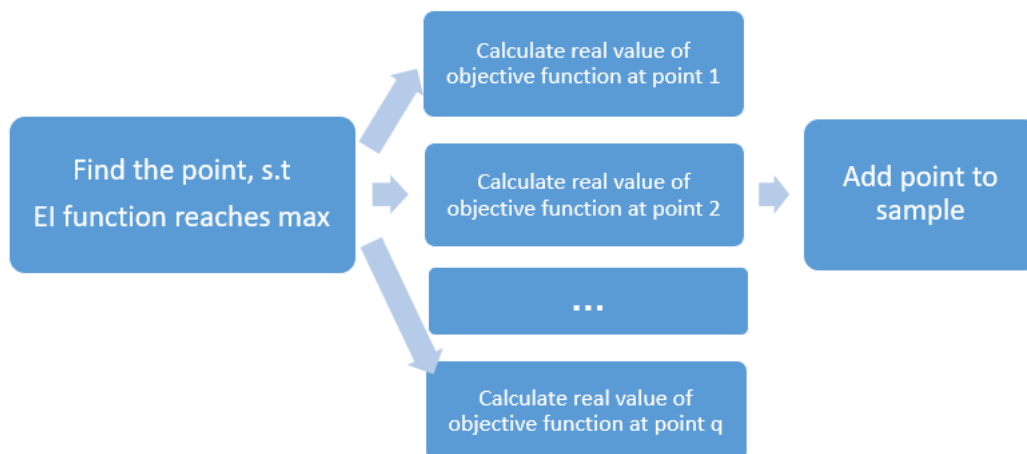 Find the point, s.t
EI function reaches max
Calculate real value of
objective function at point 1
Calculate real value of
objective function at point 2
...
Calculate real value of
objective function at point q
Add point to
sample